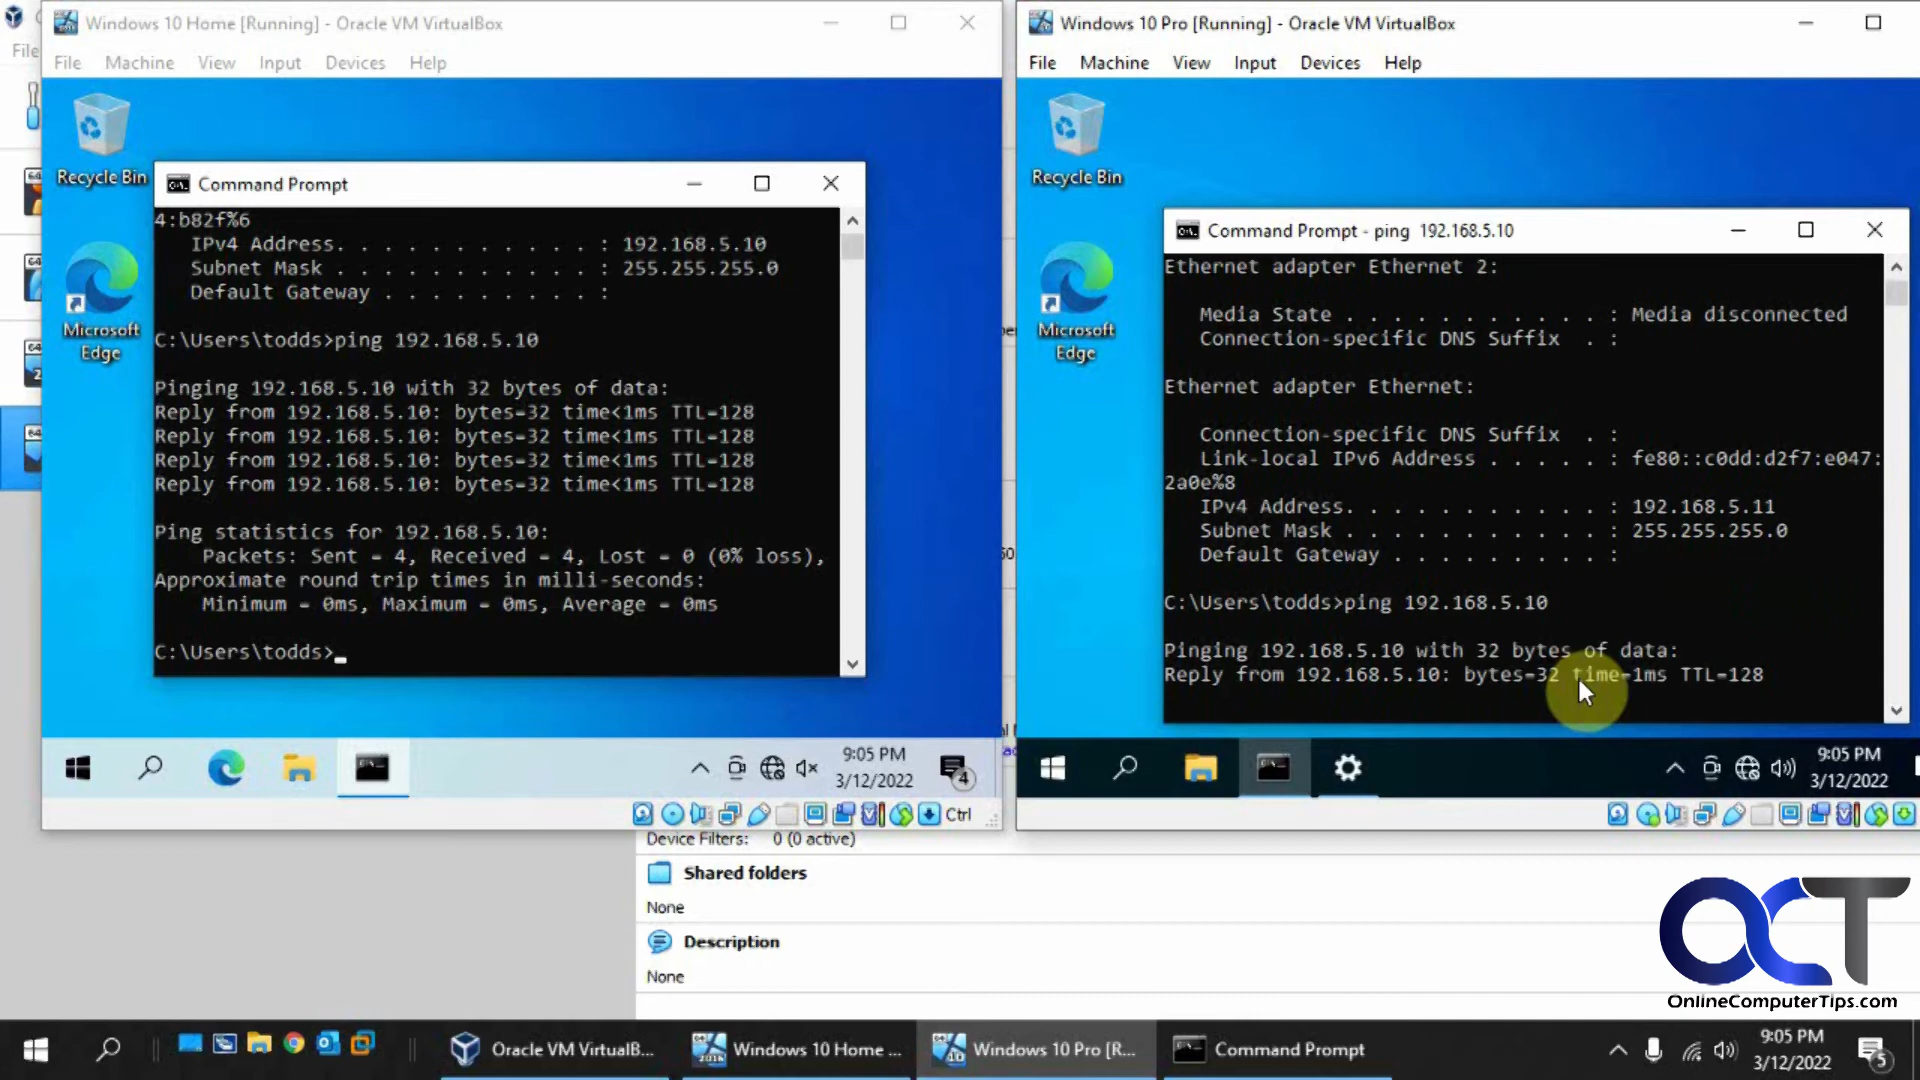 Windows 10 Home [Running] - Oracle VM VirtualBox
File Machine View Input Devices Help
Recycle Bin
Microsoft Edge
Command Prompt
4:b82f%6
IPv4 Address. . . . . . . . . . . : 192.168.5.10
Subnet Mask . . . . . . . . . . . : 255.255.255.0
Default Gateway . . . . . . . . . :
C:\Users\todds>ping 192.168.5.10
Pinging 192.168.5.10 with 32 bytes of data:
Reply from 192.168.5.10: bytes=32 time<1ms TTL=128
Reply from 192.168.5.10: bytes=32 time<1ms TTL=128
Reply from 192.168.5.10: bytes=32 time<1ms TTL=128
Reply from 192.168.5.10: bytes=32 time<1ms TTL=128
Ping statistics for 192.168.5.10:
Packets: Sent = 4, Received = 4, Lost = 0 (0% loss),
Approximate round trip times in milli-seconds:
Minimum = 0ms, Maximum = 0ms, Average = 0ms
C:\Users\todds>
9:05 PM
3/12/2022
4
Ctrl
Windows 10 Pro [Running] - Oracle VM VirtualBox
File Machine View Input Devices Help
Recycle Bin
Microsoft Edge
Command Prompt - ping 192.168.5.10
Ethernet adapter Ethernet 2:
Media State . . . . . . . . . . . : Media disconnected
Connection-specific DNS Suffix . :
Ethernet adapter Ethernet:
Connection-specific DNS Suffix . :
Link-local IPv6 Address . . . . . : fe80::c0dd:d2f7:e047:
2a0e%8
IPv4 Address. . . . . . . . . . . : 192.168.5.11
Subnet Mask . . . . . . . . . . . : 255.255.255.0
Default Gateway . . . . . . . . . :
C:\Users\todds>ping 192.168.5.10
Pinging 192.168.5.10 with 32 bytes of data:
Reply from 192.168.5.10: bytes=32 time=1ms TTL=128
9:05 PM
3/12/2022
File
Device Filters: 0 (0 active)
Shared folders
None
Description
None
OCT
OnlineComputerTips.com
Oracle VM VirtualB...
Windows 10 Home ...
Windows 10 Pro [R...
Command Prompt
9:05 PM
3/12/2022
5